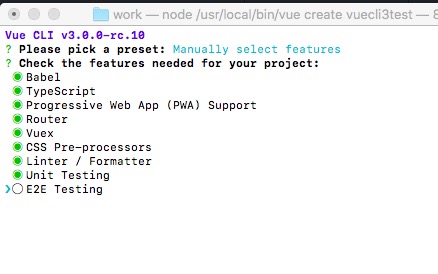 work — node /usr/local/bin/vue create vuecli3test — 8
Vue CLI v3.0.0-rc.10
? Please pick a preset: Manually select features
? Check the features needed for your project:
◉ Babel
◉ TypeScript
◉ Progressive Web App (PWA) Support
◉ Router
◉ Vuex
◉ CSS Pre-processors
◉ Linter / Formatter
◉ Unit Testing
❯◯ E2E Testing